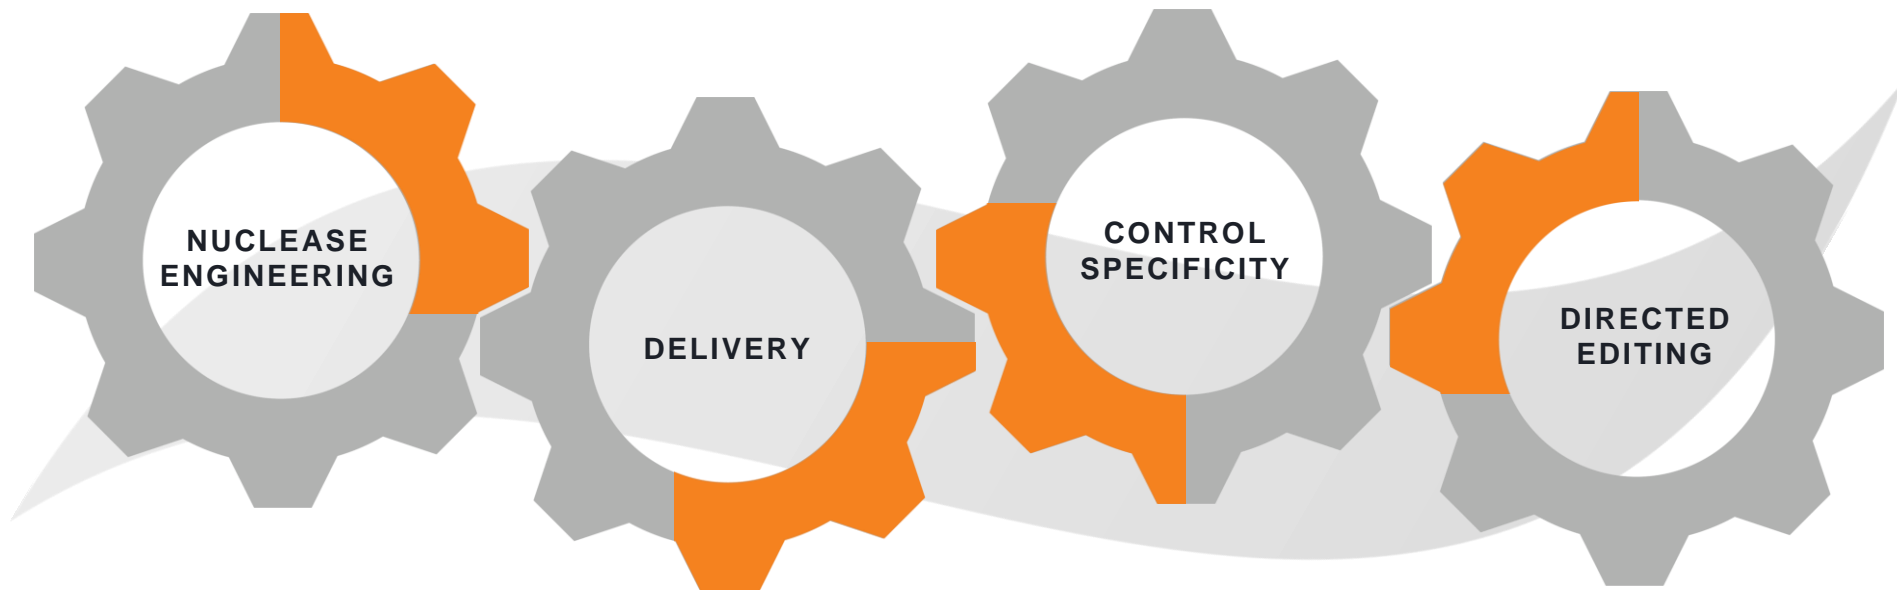 NUCLEASE
ENGINEERING
DELIVERY
CONTROL
SPECIFICITY
DIRECTED
EDITING